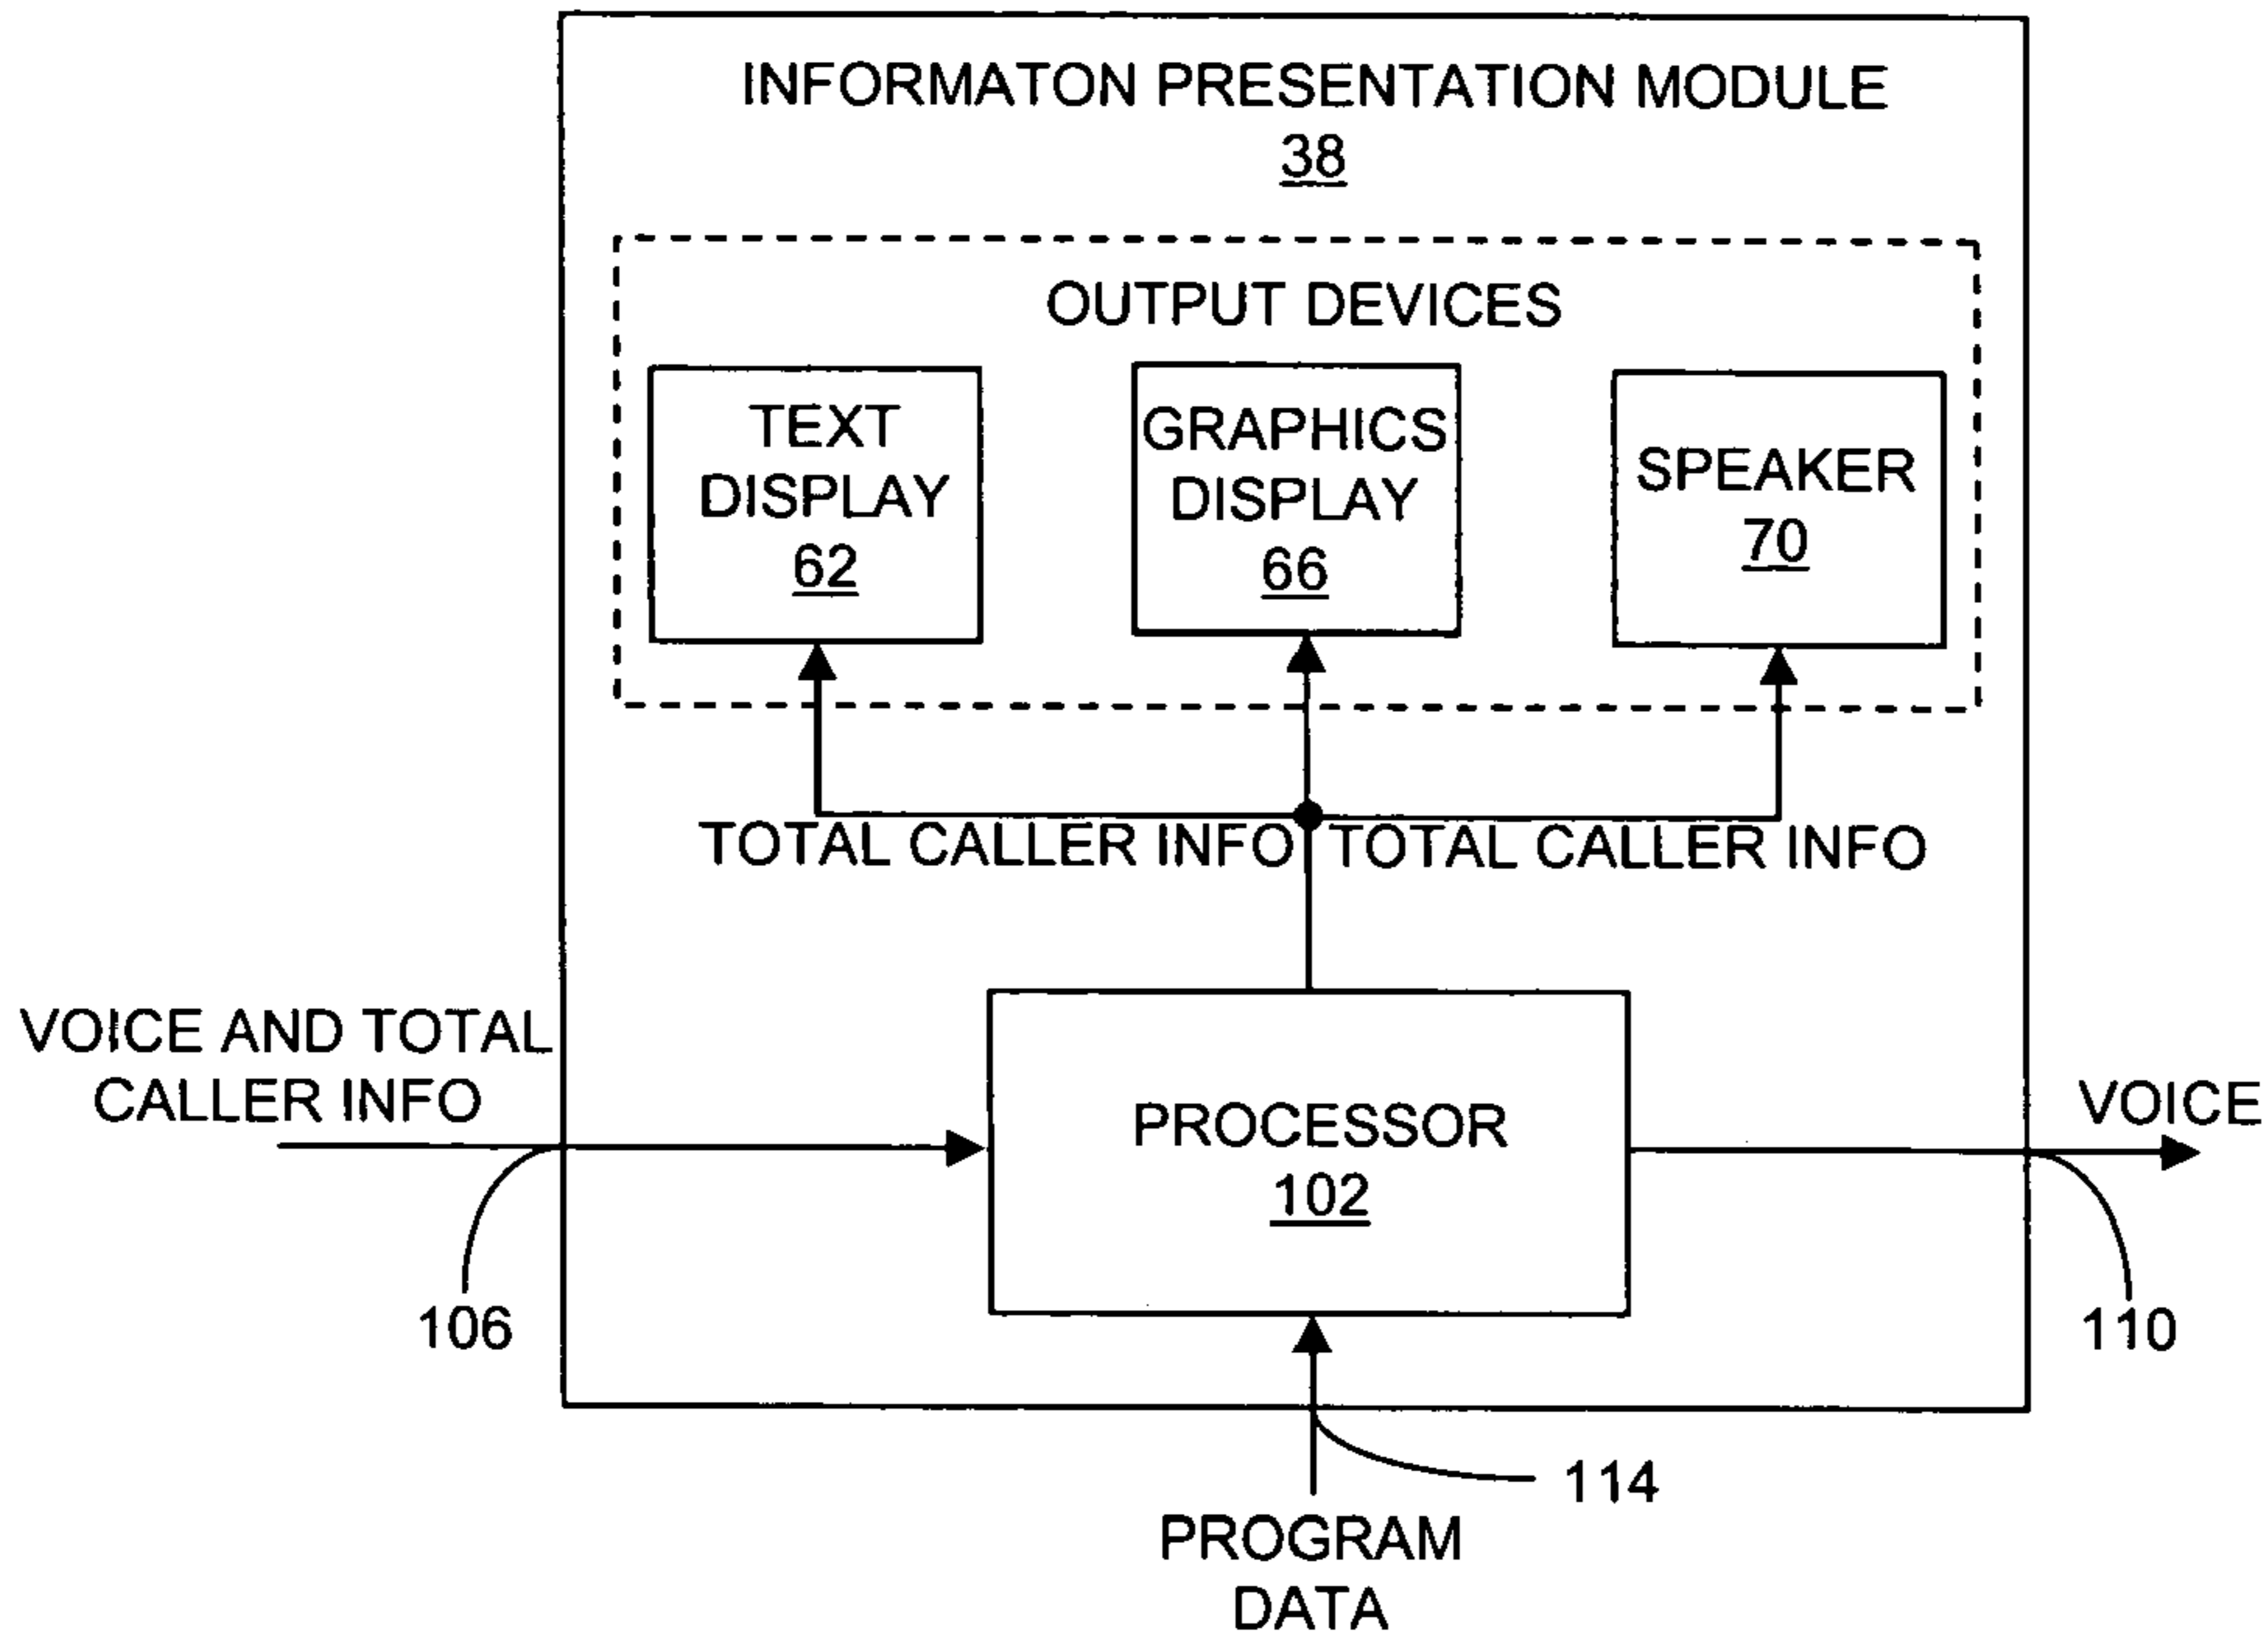 INFORMATON PRESENTATION MODULE
38
OUTPUT DEVICES
TEXT
DISPLAY
62
GRAPHICS
DISPLAY
66
SPEAKER
70
TOTAL CALLER INFO
TOTAL CALLER INFO
VOICE AND TOTAL
CALLER INFO
PROCESSOR
102
VOICE
106
110
114
PROGRAM
DATA